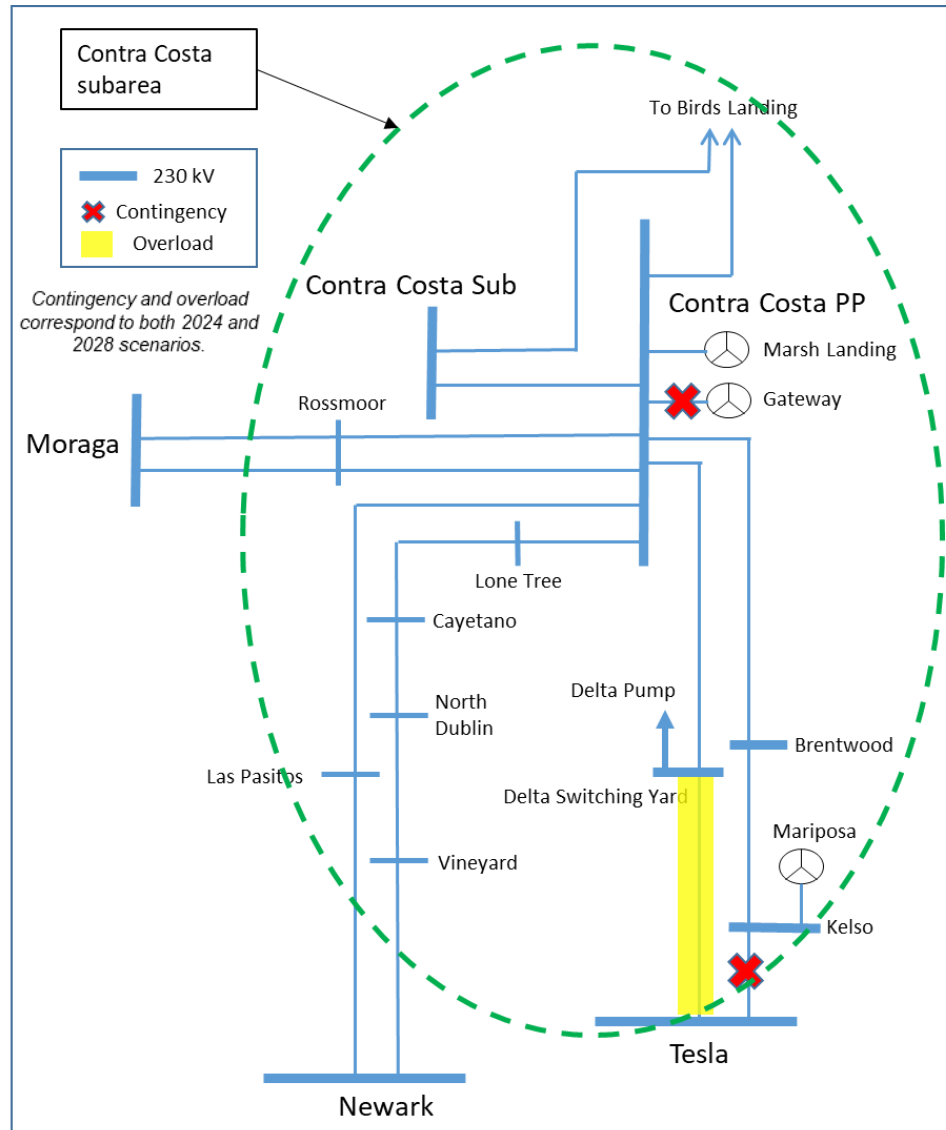 Contra Costa
subarea
To Birds Landing
230 kV
Contingency
Overload
Contingency and overload
correspond to both 2024 and
2028 scenarios.
Contra Costa Sub
Contra Costa PP
Marsh Landing
Gateway
Rossmoor
Moraga
Lone Tree
Cayetano
North
Dublin
Delta Pump
Brentwood
Las Pasitos
Delta Switching Yard
Mariposa
Vineyard
Kelso
Tesla
Newark